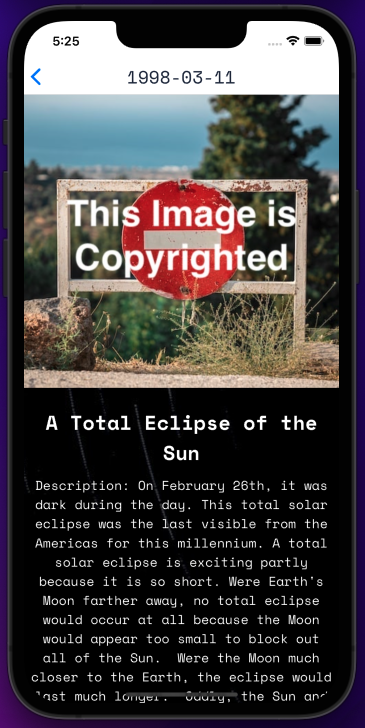 5:25
1998-03-11
This Image is
Copyrighted
A Total Eclipse of the
Sun
Description: On February 26th, it was
dark during the day. This total solar
eclipse was the last visible from the
Americas for this millennium. A total
solar eclipse is exciting partly
because it is so short. Were Earth's
Moon farther away, no total eclipse
would occur at all because the Moon
would appear too small to block out
all of the Sun.  Were the Moon much
closer to the Earth, the eclipse would
last much longer.  Oddly, the Sun and